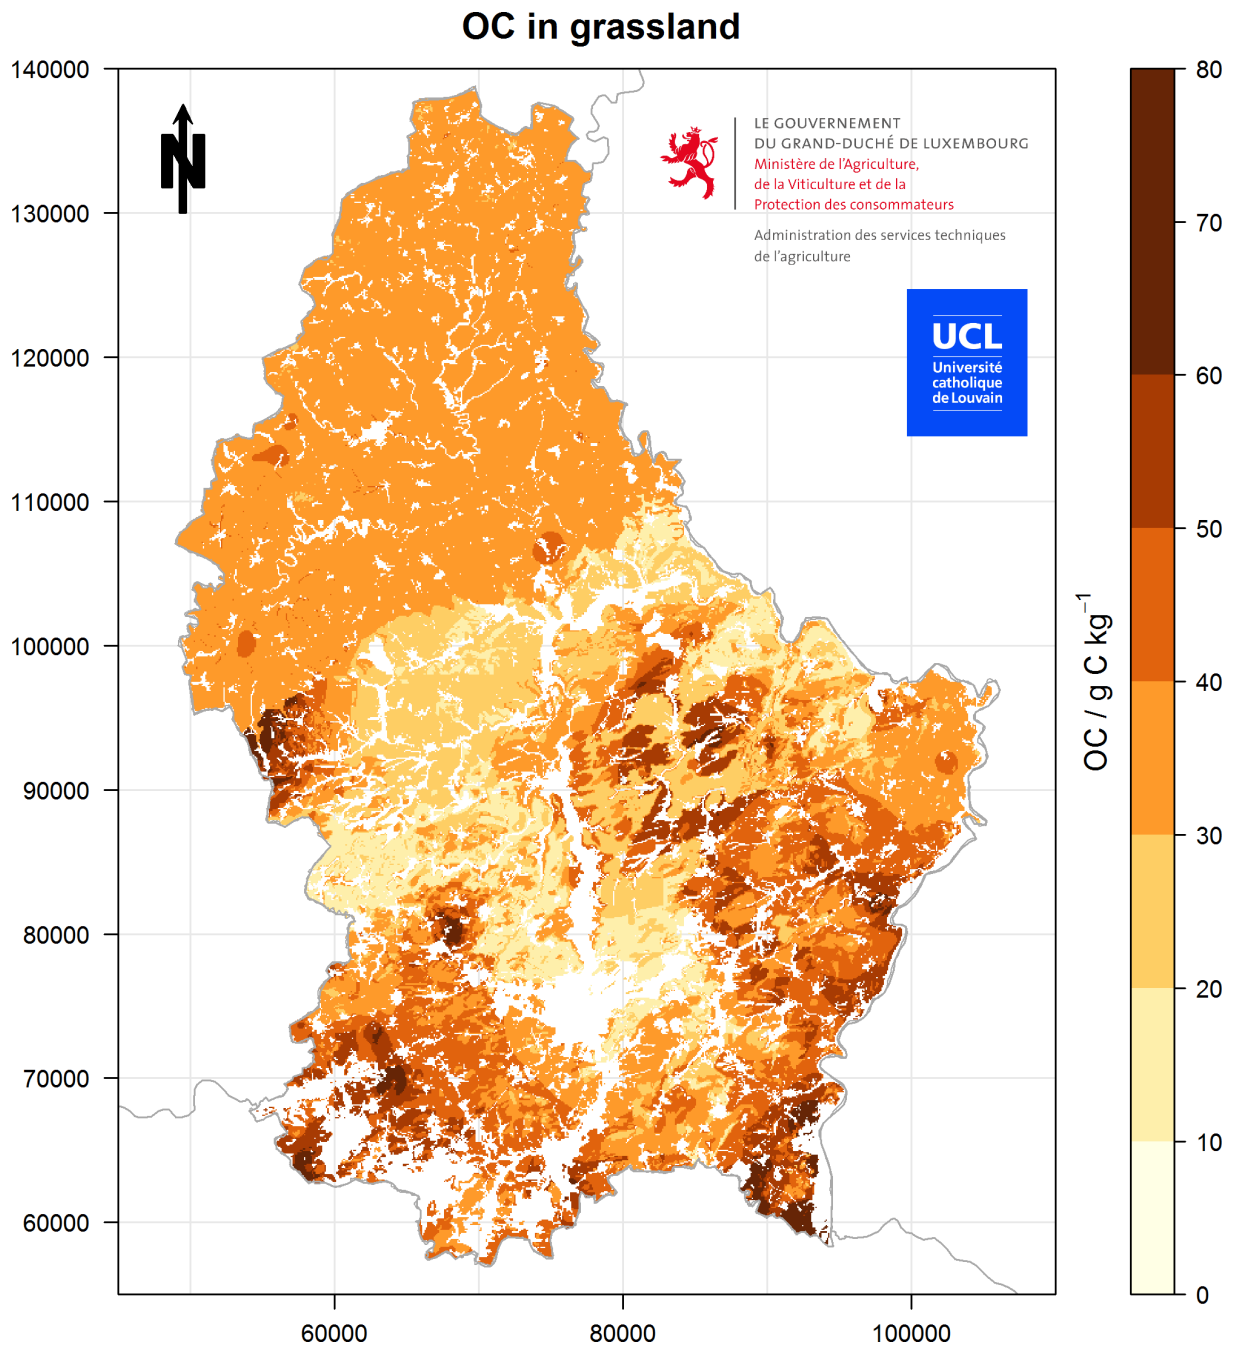 OC in grassland
140000
130000
120000
110000
100000
90000
80000
70000
60000
60000
80000
100000
N
LE GOUVERNEMENT
DU GRAND-DUCHÉ DE LUXEMBOURG
Ministère de l'Agriculture,
de la Viticulture et de la
Protection des consommateurs
Administration des services techniques
de l'agriculture
UCL
Université
catholique
de Louvain
OC / g C kg⁻¹
80
70
60
50
40
30
20
10
0